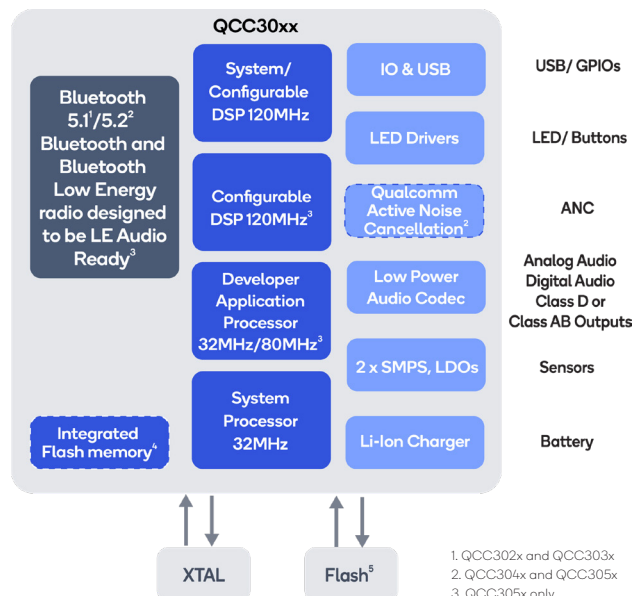 QCC30xx
Bluetooth
5.1¹/5.2²
Bluetooth and
Bluetooth
Low Energy
radio designed
to be LE Audio
Ready³
Integrated
Flash memory⁴
System/
Configurable
DSP 120MHz
Configurable
DSP 120MHz³
Developer
Application
Processor
32MHz/80MHz³
System
Processor
32MHz
IO & USB
LED Drivers
Qualcomm
Active Noise
Cancellation²
Low Power
Audio Codec
2 x SMPS, LDOs
Li-Ion Charger
USB/ GPIOs
LED/ Buttons
ANC
Analog Audio
Digital Audio
Class D or
Class AB Outputs
Sensors
Battery
XTAL
Flash⁵
1. QCC302x and QCC303x
2. QCC304x and QCC305x
3. QCC305x only